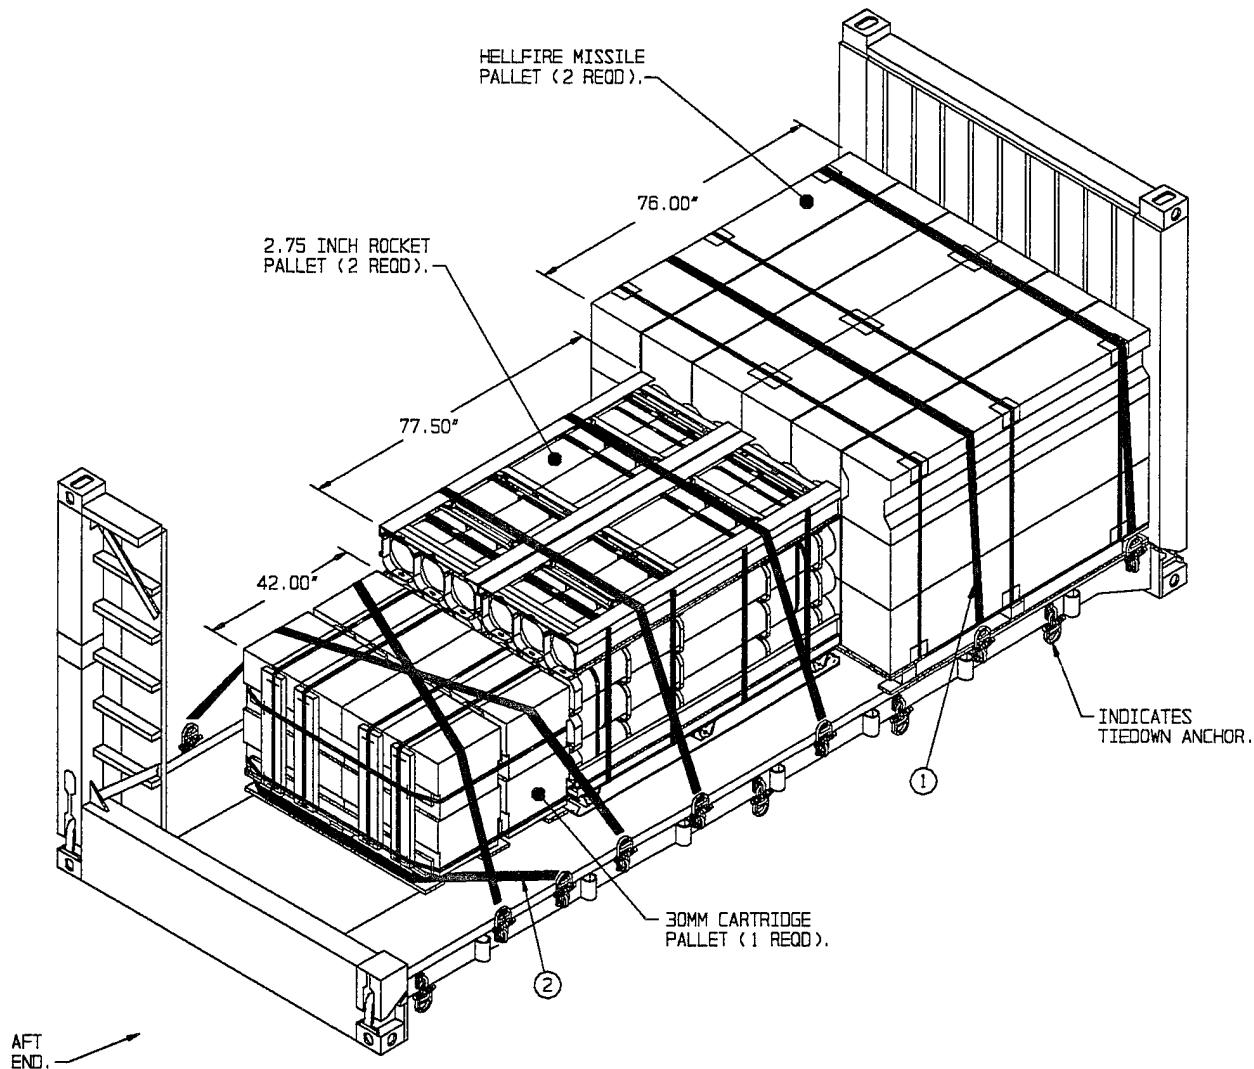 HELLFIRE MISSILE
PALLET (2 REQD).
76.00"
2.75 INCH ROCKET
PALLET (2 REQD).
77.50"
42.00"
INDICATES
TIEDOWN ANCHOR.
1
30MM CARTRIDGE
PALLET (1 REQD).
2
AFT
END.